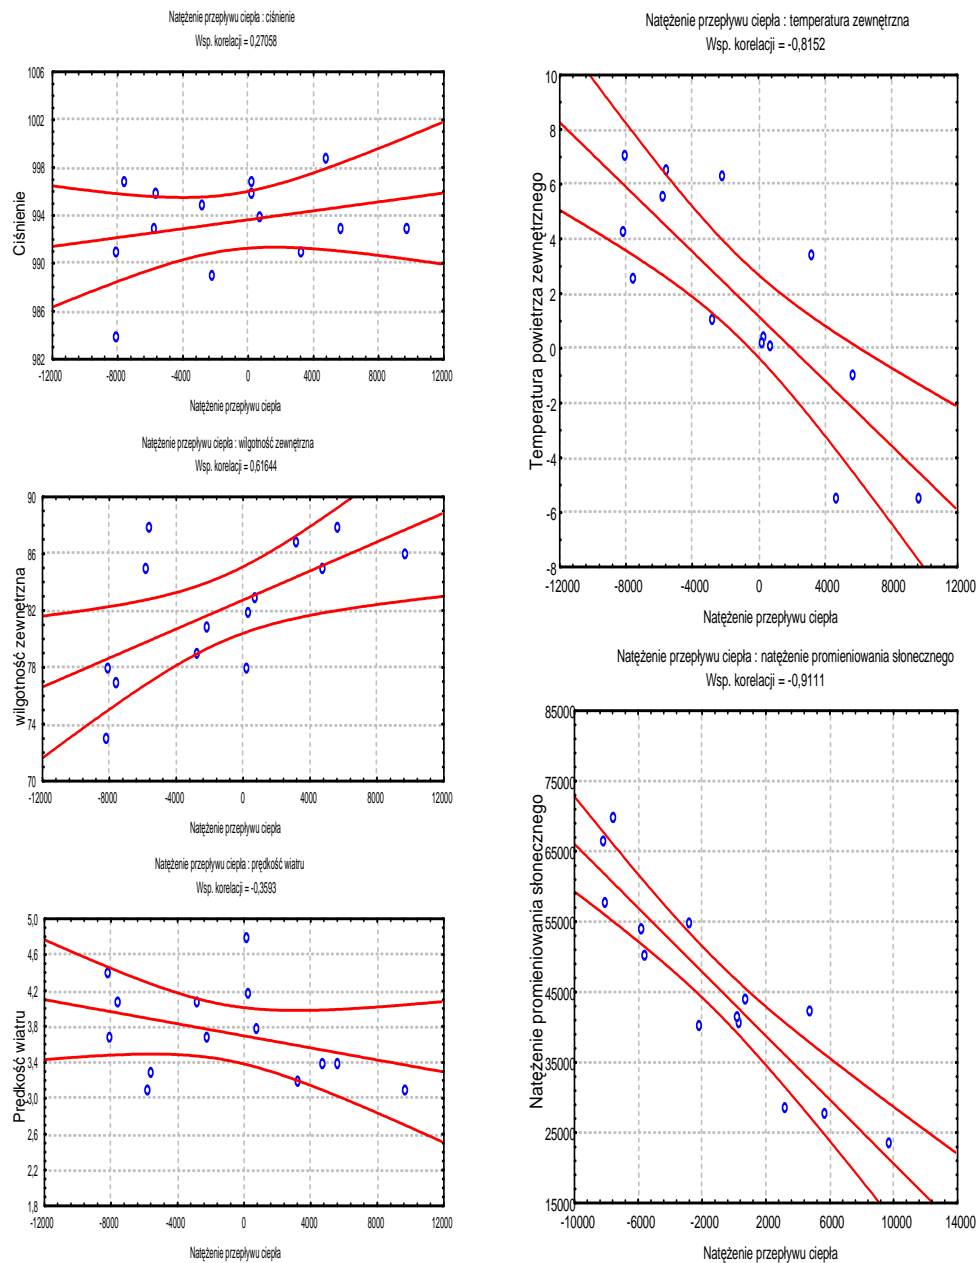 Natężenie przepływu ciepła : ciśnienie
Wsp. korelacji = 0,27058
1006
1002
998
994
990
986
982
Ciśnienie
-12000 -8000 -4000 0 4000 8000 12000
Natężenie przepływu ciepła
Natężenie przepływu ciepła : wilgotność zewnętrzna
Wsp. korelacji = 0,61644
90
86
82
78
74
70
wilgotność zewnętrzna
-12000 -8000 -4000 0 4000 8000 12000
Natężenie przepływu ciepła
Natężenie przepływu ciepła : prędkość wiatru
Wsp. korelacji = -0,3593
5,0
4,6
4,2
3,8
3,4
3,0
2,6
2,2
1,8
Prędkość wiatru
-12000 -8000 -4000 0 4000 8000 12000
Natężenie przepływu ciepła
Natężenie przepływu ciepła : temperatura zewnętrzna
Wsp. korelacji = -0,8152
10
8
6
4
2
0
-2
-4
-6
-8
Temperatura powietrza zewnętrznego
-12000 -8000 -4000 0 4000 8000 12000
Natężenie przepływu ciepła
Natężenie przepływu ciepła : natężenie promieniowania słonecznego
Wsp. korelacji = -0,9111
85000
75000
65000
55000
45000
35000
25000
15000
Natężenie promieniowania słonecznego
-10000 -6000 -2000 2000 6000 10000 14000
Natężenie przepływu ciepła